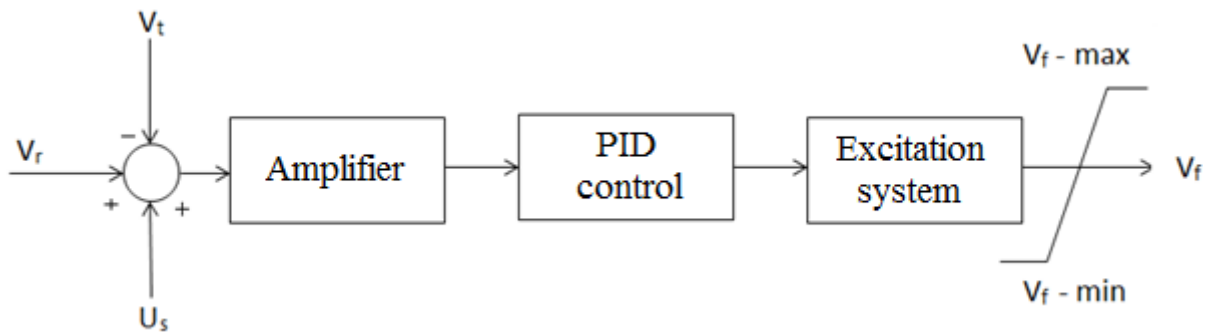 Vt
Vf - max
−
Vr
Amplifier
PID
control
Excitation
system
Vf
+
+
Vf - min
Us